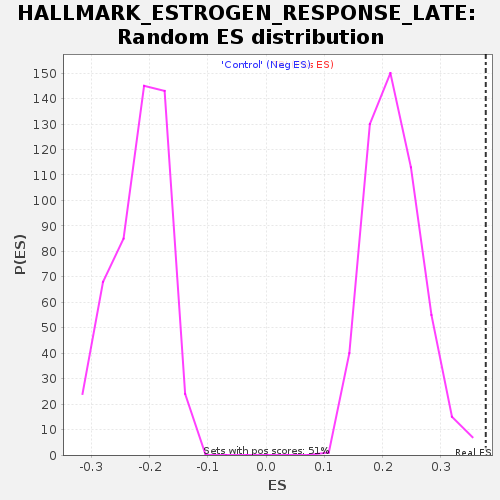 HALLMARK_ESTROGEN_RESPONSE_LATE:
Random ES distribution
'Control' (Neg ES) s ES)
150
140
130
120
110
100
90
80
70
60
50
40
30
20
10
0
P(ES)
Sets with pos scores: 51%
Real ES
-0.3 -0.2 -0.1 0.0 0.1 0.2 0.3
ES